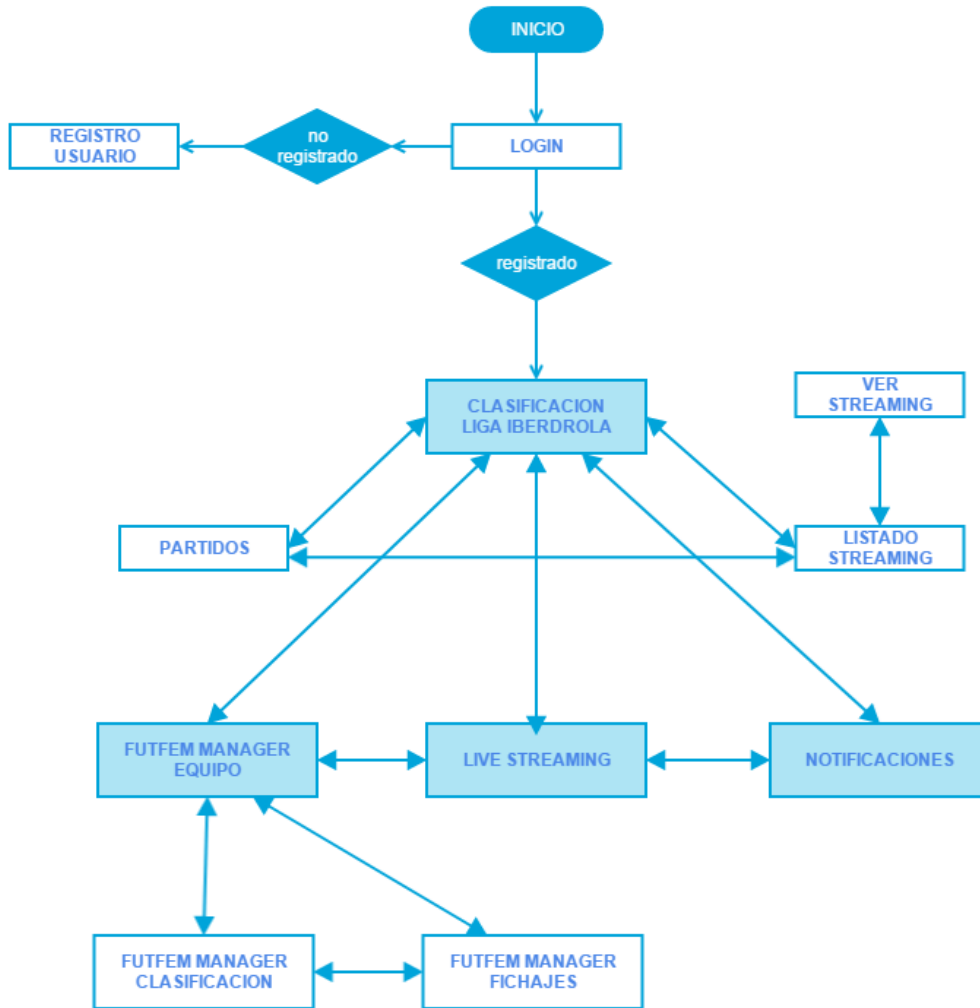 INICIO
REGISTRO
USUARIO
no
registrado
LOGIN
registrado
CLASIFICACION
LIGA IBERDROLA
VER
STREAMING
PARTIDOS
LISTADO
STREAMING
FUTFEM MANAGER
EQUIPO
LIVE STREAMING
NOTIFICACIONES
FUTFEM MANAGER
CLASIFICACION
FUTFEM MANAGER
FICHAJES